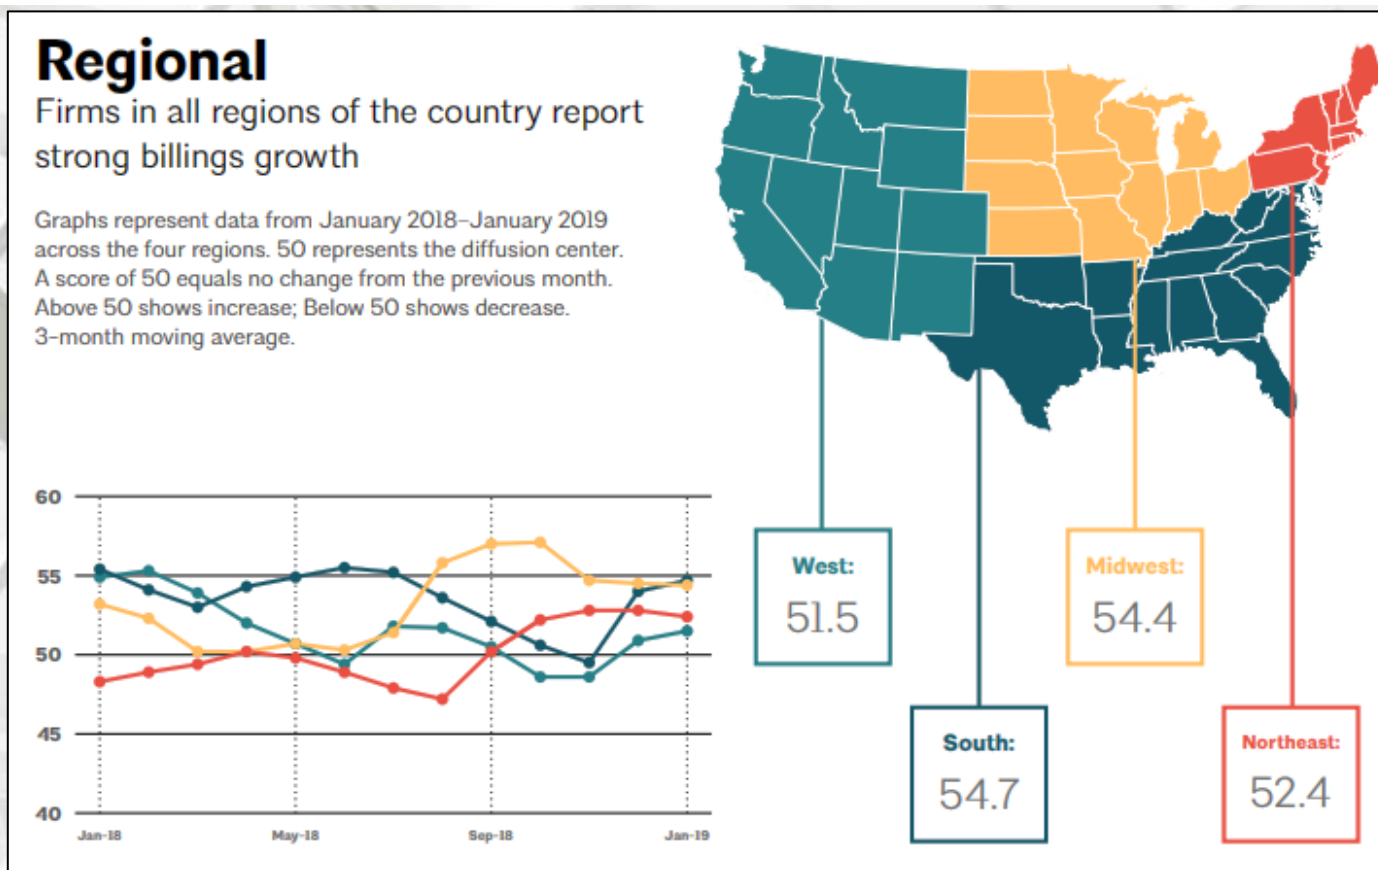 Regional
Firms in all regions of the country report
strong billings growth
Graphs represent data from January 2018–January 2019
across the four regions. 50 represents the diffusion center.
A score of 50 equals no change from the previous month.
Above 50 shows increase; Below 50 shows decrease.
3-month moving average.
60
55
50
45
40
Jan-18
May-18
Sep-18
Jan-19
West:
51.5
Midwest:
54.4
South:
54.7
Northeast:
52.4